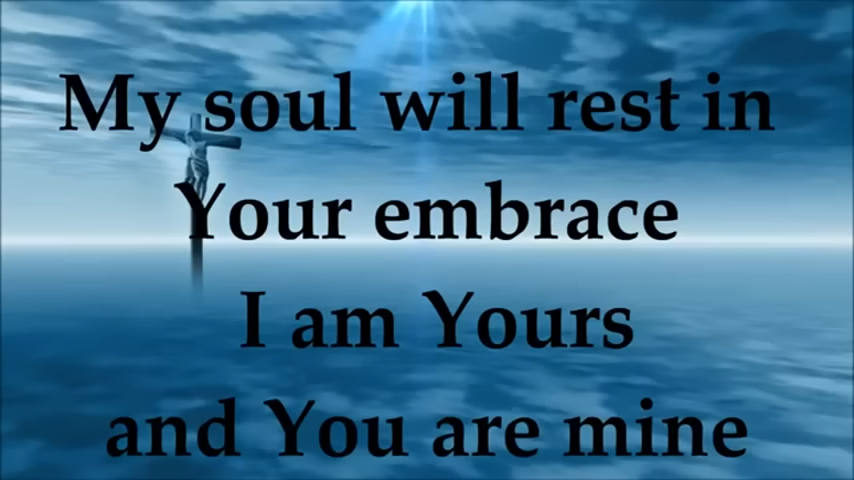 My soul will rest in
Your embrace
I am Yours
and You are mine